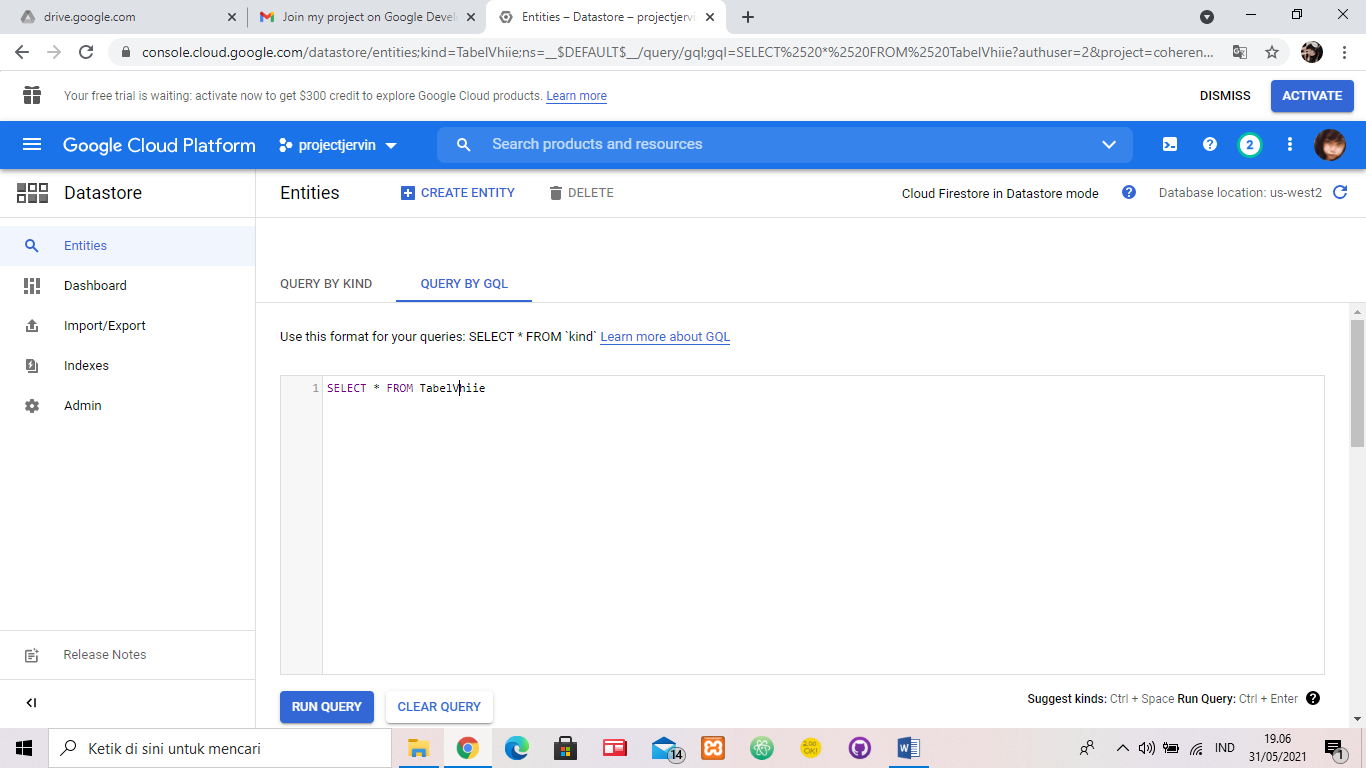 drive.google.com
Join my project on Google Devel
Entities – Datastore – projectjervi
console.cloud.google.com/datastore/entities;kind=TabelVhiie;ns=__$DEFAULT$__/query/gql;gql=SELECT%2520*%2520FROM%2520TabelVhiie?authuser=2&project=coheren...
Your free trial is waiting: activate now to get $300 credit to explore Google Cloud products. Learn more
DISMISS
ACTIVATE
Google Cloud Platform
projectjervin
Search products and resources
2
Datastore
Entities
CREATE ENTITY
DELETE
Cloud Firestore in Datastore mode
Database location: us-west2
Entities
Dashboard
Import/Export
Indexes
Admin
Release Notes
QUERY BY KIND
QUERY BY GQL
Use this format for your queries: SELECT * FROM `kind` Learn more about GQL
1 SELECT * FROM TabelVhiie
RUN QUERY
CLEAR QUERY
Suggest kinds: Ctrl + Space Run Query: Ctrl + Enter
Ketik di sini untuk mencari
14
IND
19.06
31/05/2021
1